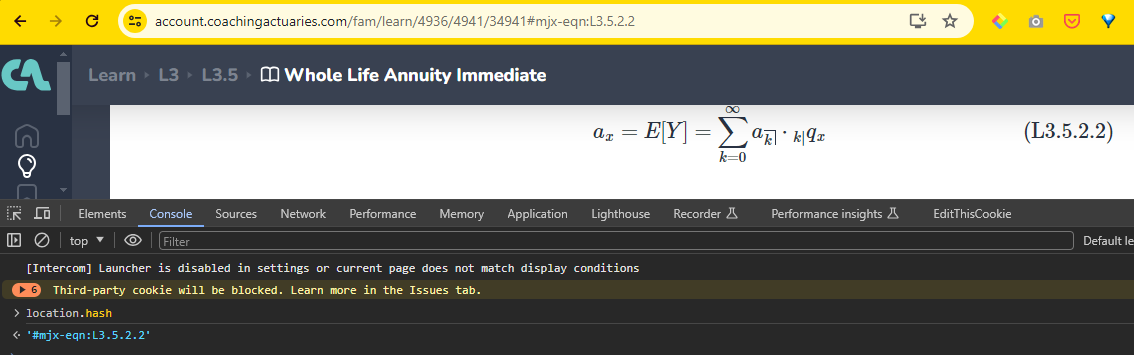 account.coachingactuaries.com/fam/learn/4936/4941/34941#mjx-eqn:L3.5.2.2
CA
Learn ▸ L3 ▸ L3.5 ▸ Whole Life Annuity Immediate
a_x = E[Y] = ∑_{k=0}^{∞} a_{k̅|} · _{k|}q_x (L3.5.2.2)
Elements Console Sources Network Performance Memory Application Lighthouse Recorder Performance insights EditThisCookie
top ▼ Filter Default le
[Intercom] Launcher is disabled in settings or current page does not match display conditions
▶ 6 Third-party cookie will be blocked. Learn more in the Issues tab.
> location.hash
<· '#mjx-eqn:L3.5.2.2'